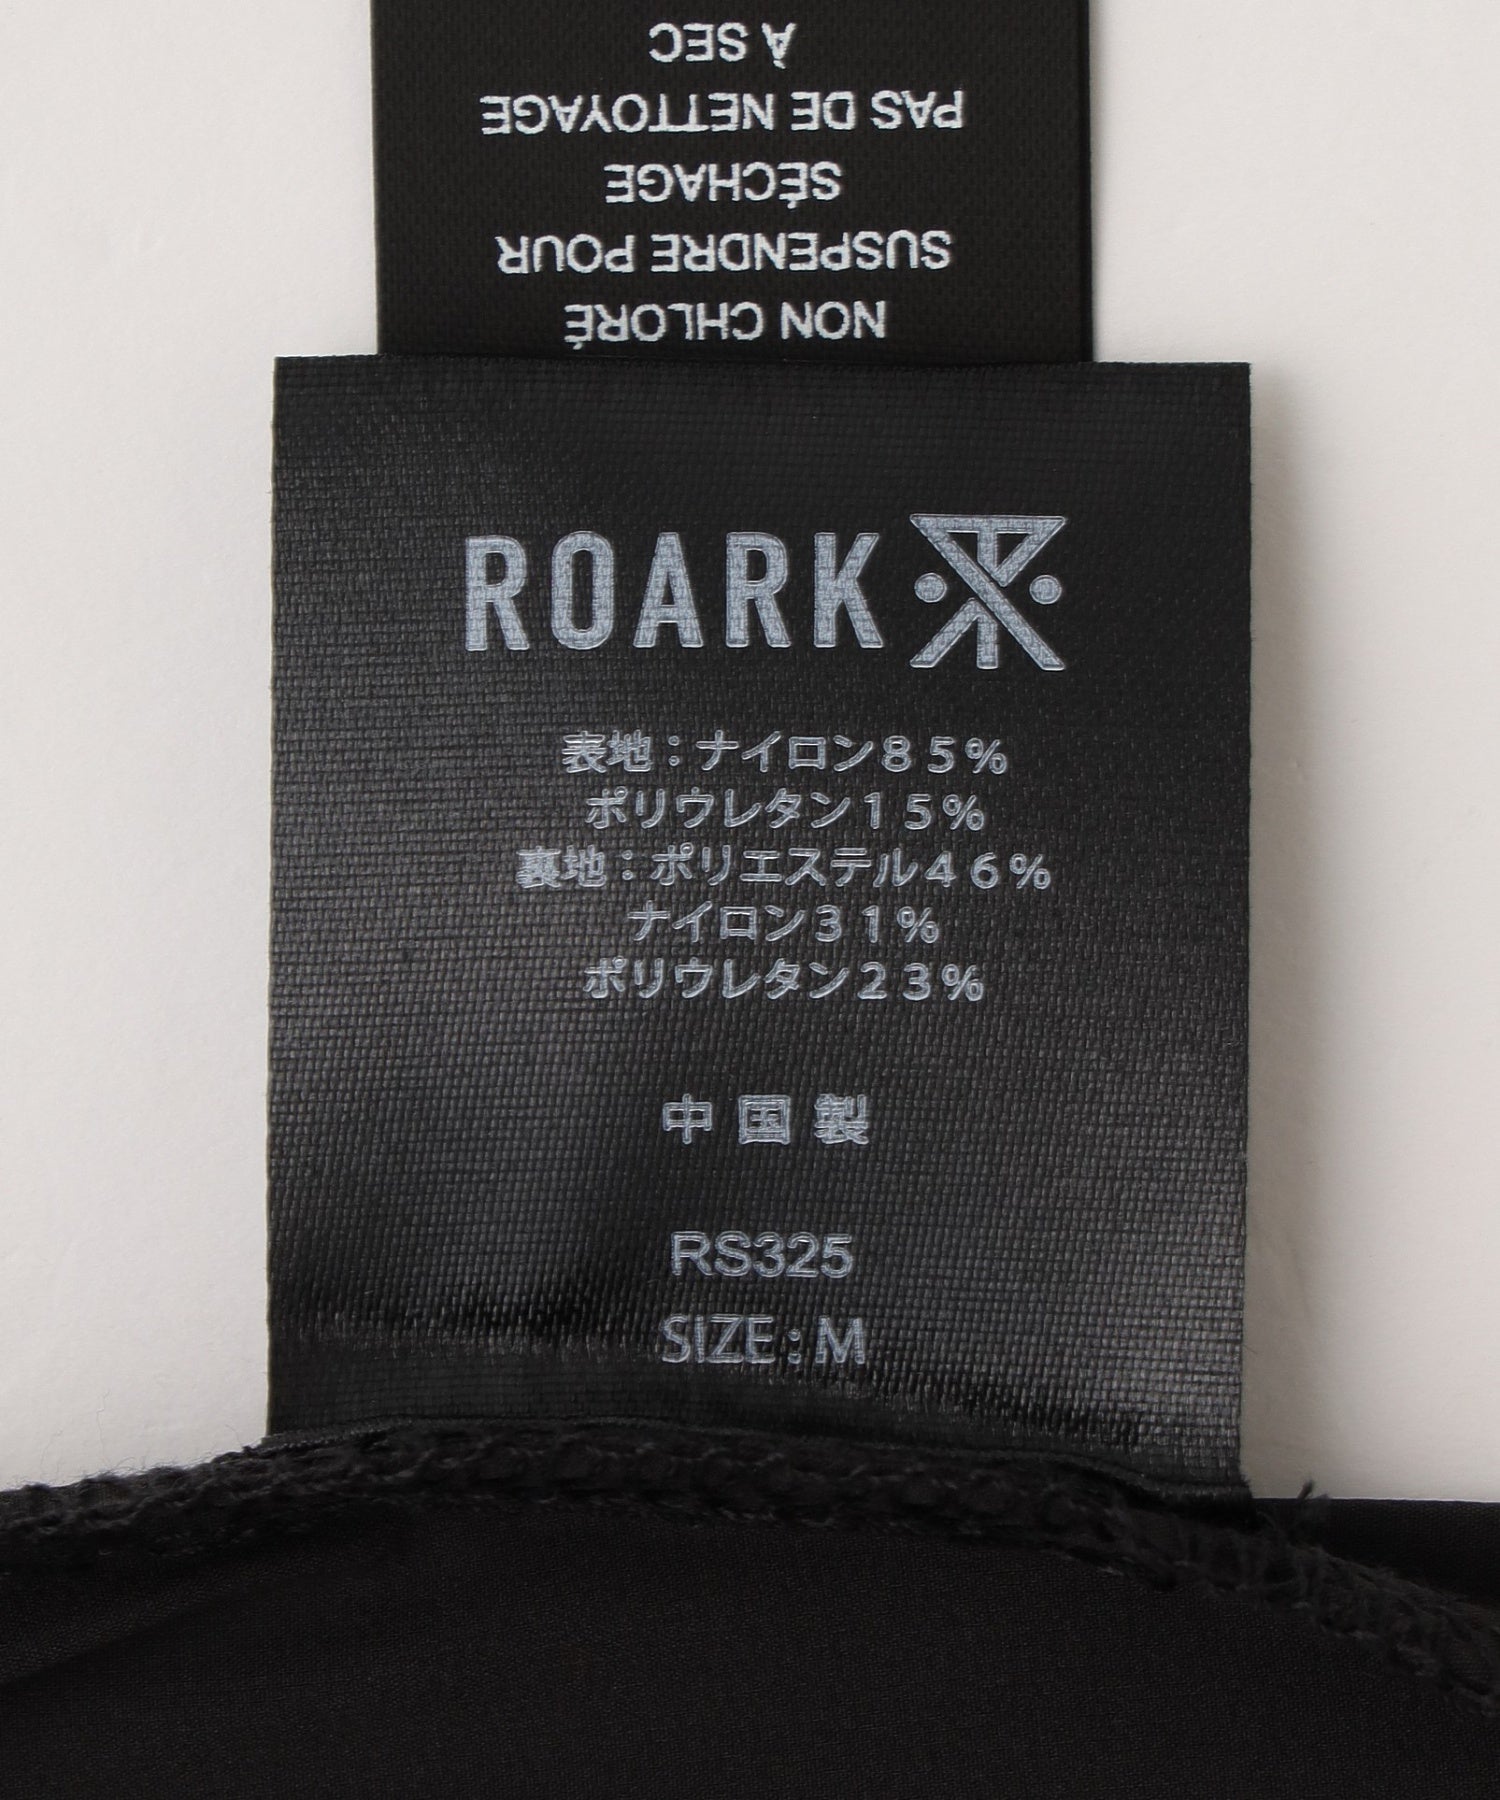 NON CHLORÉ
SUSPENDRE POUR
SÉCHAGE
PAS DE NETTOYAGE
À SEC
ROARK
表地：ナイロン８５％
ポリウレタン１５％
裏地：ポリエステル４６％
ナイロン３１％
ポリウレタン２３％
中国製
RS325
SIZE : M